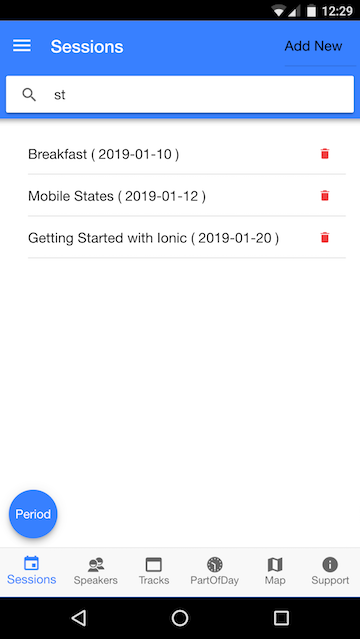 12:29
Sessions
Add New
st
Breakfast ( 2019-01-10 )
Mobile States ( 2019-01-12 )
Getting Started with Ionic ( 2019-01-20 )
Period
Sessions Speakers Tracks PartOfDay Map Support